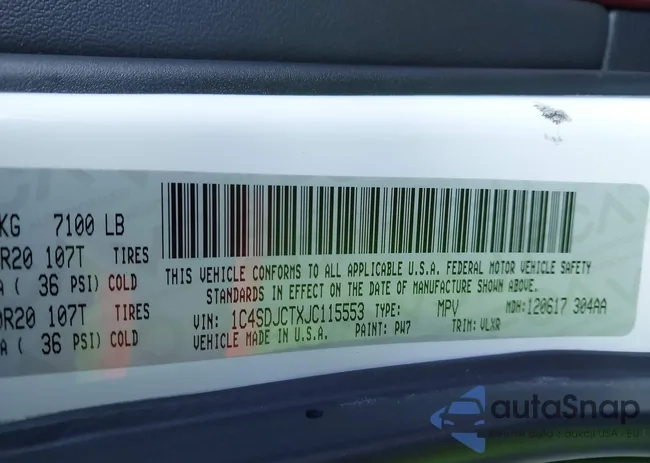 KG 7100 LB
R20 107T TIRES
A ( 36 PSI) COLD
0R20 107T TIRES
A ( 36 PSI) COLD
THIS VEHICLE CONFORMS TO ALL APPLICABLE U.S.A. FEDERAL MOTOR VEHICLE SAFETY
STANDARDS IN EFFECT ON THE DATE OF MANUFACTURE SHOWN ABOVE.
VIN: 1C4SDJCTXJC115553 TYPE: MPV MDH:120617 304AA
VEHICLE MADE IN U.S.A. PAINT: PW7 TRIM: VLXR
autoSnap